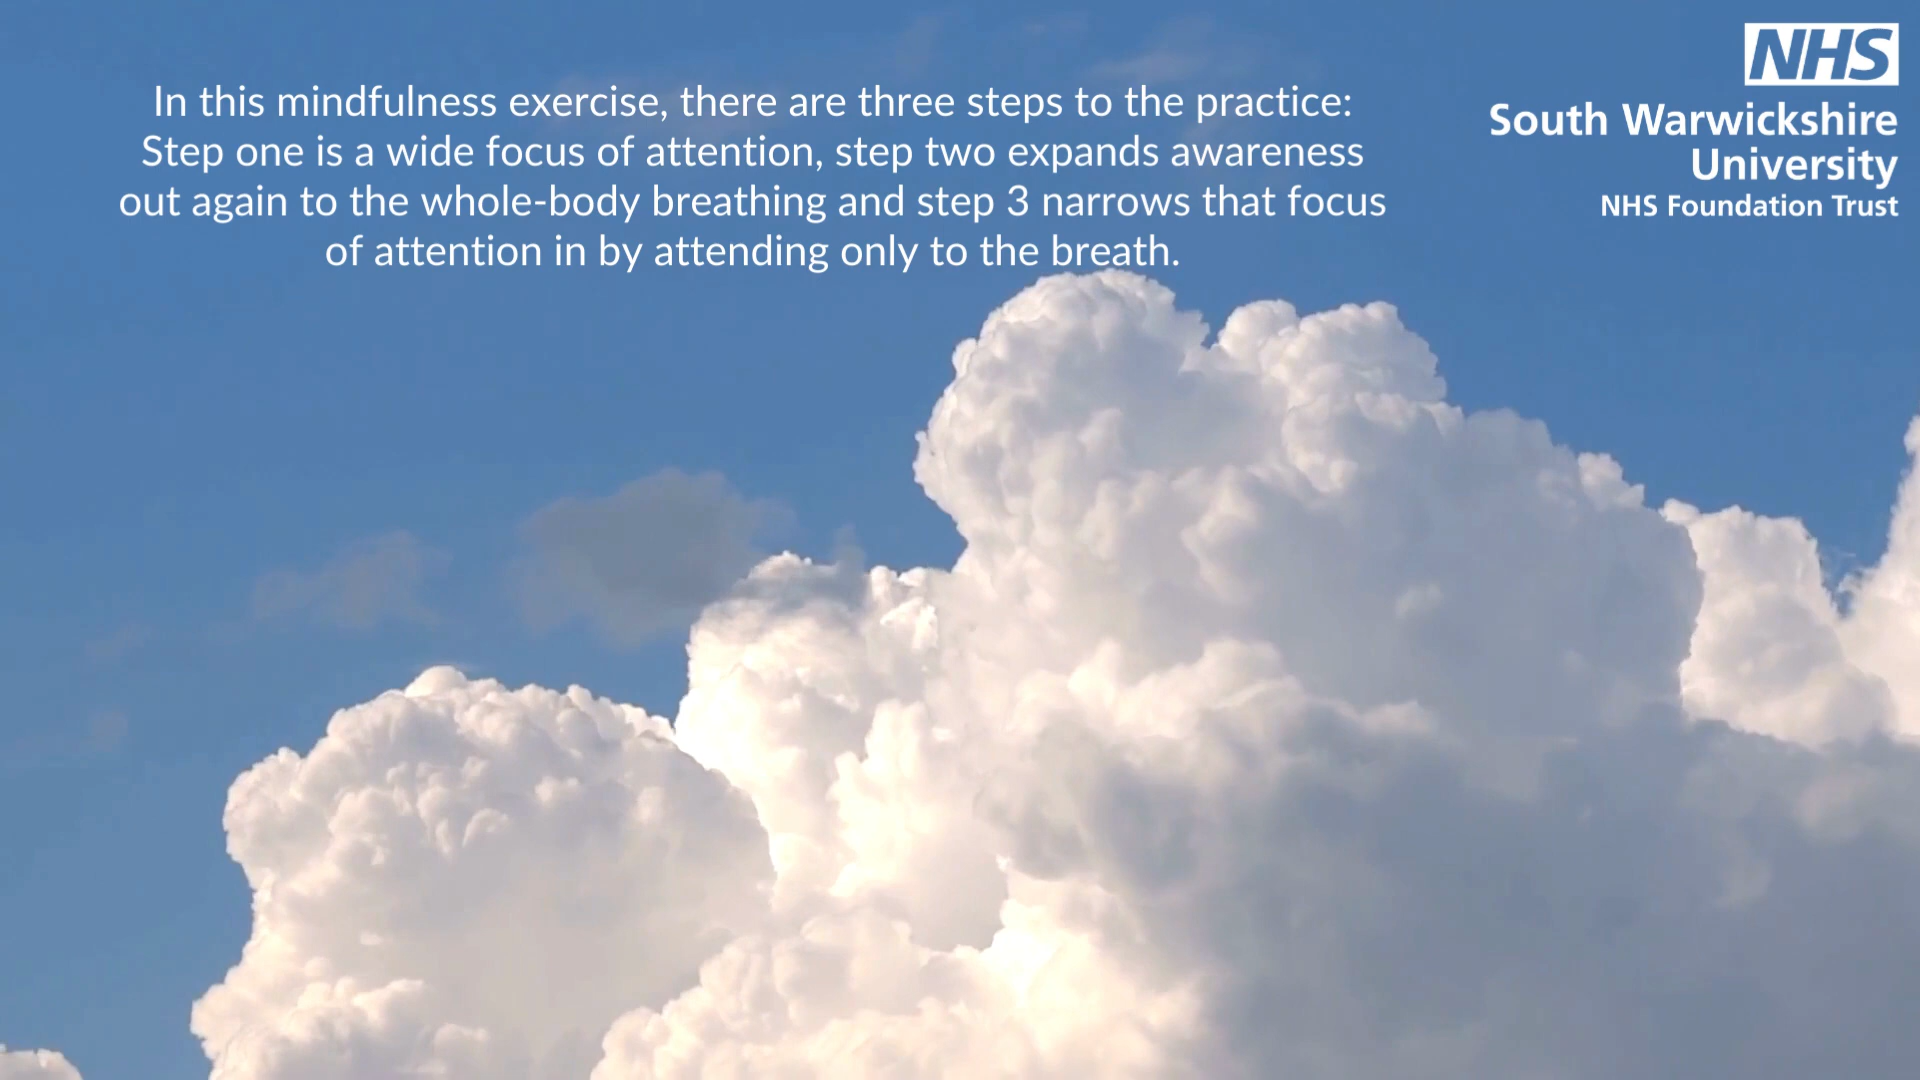 In this mindfulness exercise, there are three steps to the practice:
Step one is a wide focus of attention, step two expands awareness
out again to the whole-body breathing and step 3 narrows that focus
of attention in by attending only to the breath.
NHS
South Warwickshire
University
NHS Foundation Trust